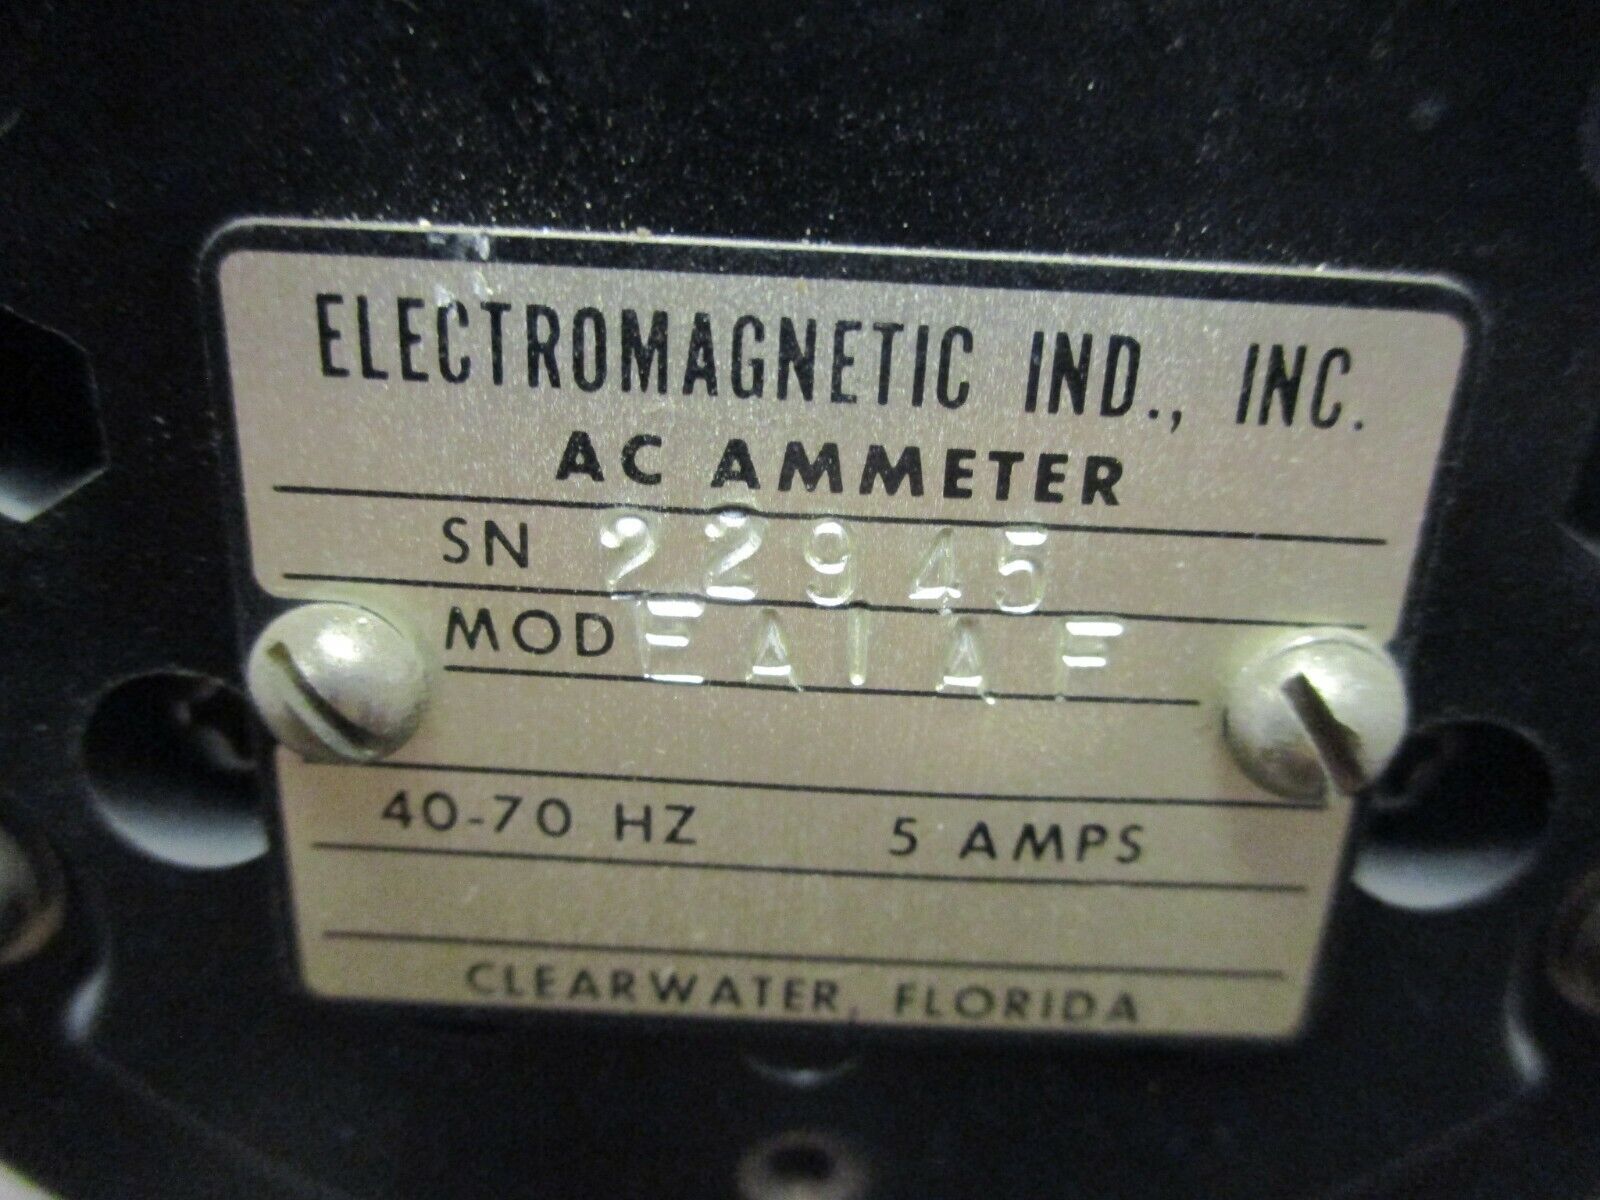 ELECTROMAGNETIC IND., INC.
AC AMMETER
SN 22945
MOD EA1AF
40-70 HZ 5 AMPS
CLEARWATER, FLORIDA